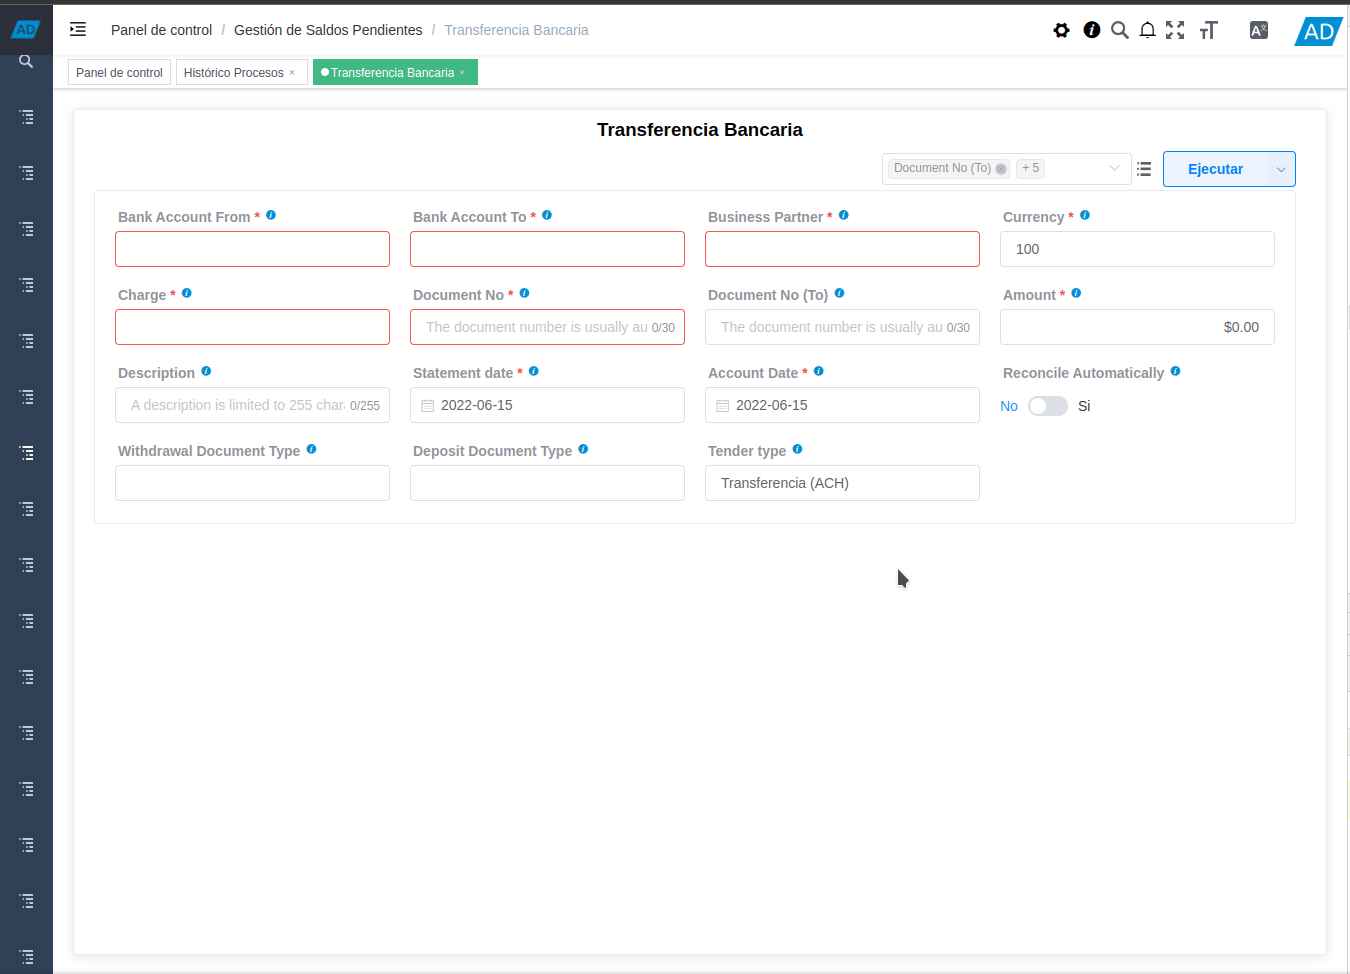 AD
Panel de control / Gestión de Saldos Pendientes / Transferencia Bancaria
AD
Panel de control
Histórico Procesos ×
Transferencia Bancaria ×
Transferencia Bancaria
Document No (To)
+ 5
Ejecutar
Bank Account From *
Bank Account To *
Business Partner *
Currency *
100
Charge *
Document No *
Document No (To)
Amount *
The document number is usually au 0/30
The document number is usually au 0/30
$0.00
Description
Statement date *
Account Date *
Reconcile Automatically
A description is limited to 255 char 0/255
2022-06-15
2022-06-15
No
Si
Withdrawal Document Type
Deposit Document Type
Tender type
Transferencia (ACH)